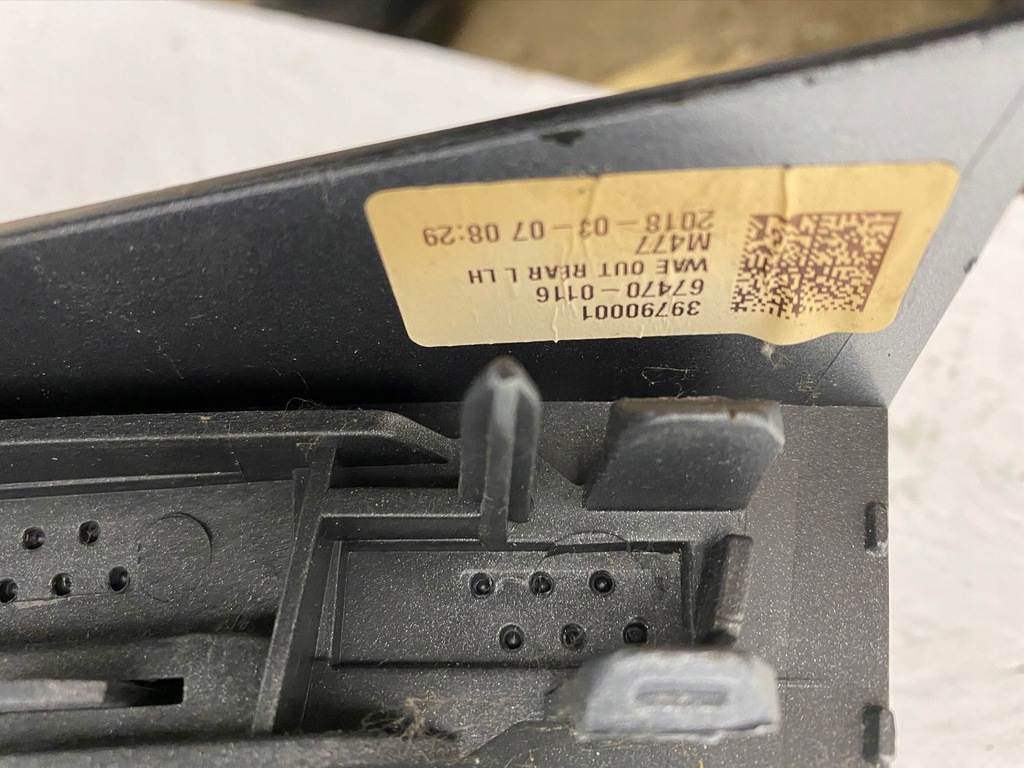 39790001
67470-0116
WAE OUT REAR L LH
M477
2018-03-07 08:29